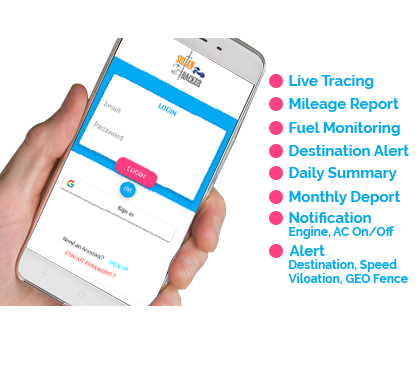 SULTAN
TRACKER
LOGIN
Email
Password
LOGIN
OR
Sign in
Need an Account? SIGN UP
Forgot Password?
Live Tracing
Mileage Report
Fuel Monitoring
Destination Alert
Daily Summary
Monthly Deport
Notification
Engine, AC On/Off
Alert
Destination, Speed
Viloation, GEO Fence